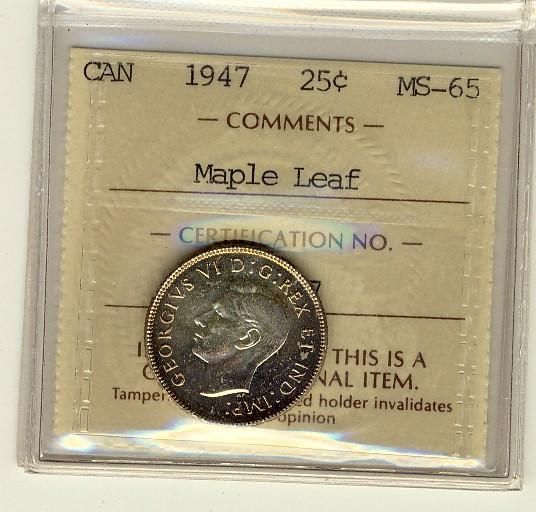 CAN 1947 25¢ MS-65
— COMMENTS —
Maple Leaf
— CERTIFICATION NO. —
7
GEORGIVS VI D:G:REX ET IND:IMP:
THIS IS A
NAL ITEM.
Tamper d holder invalidates
opinion